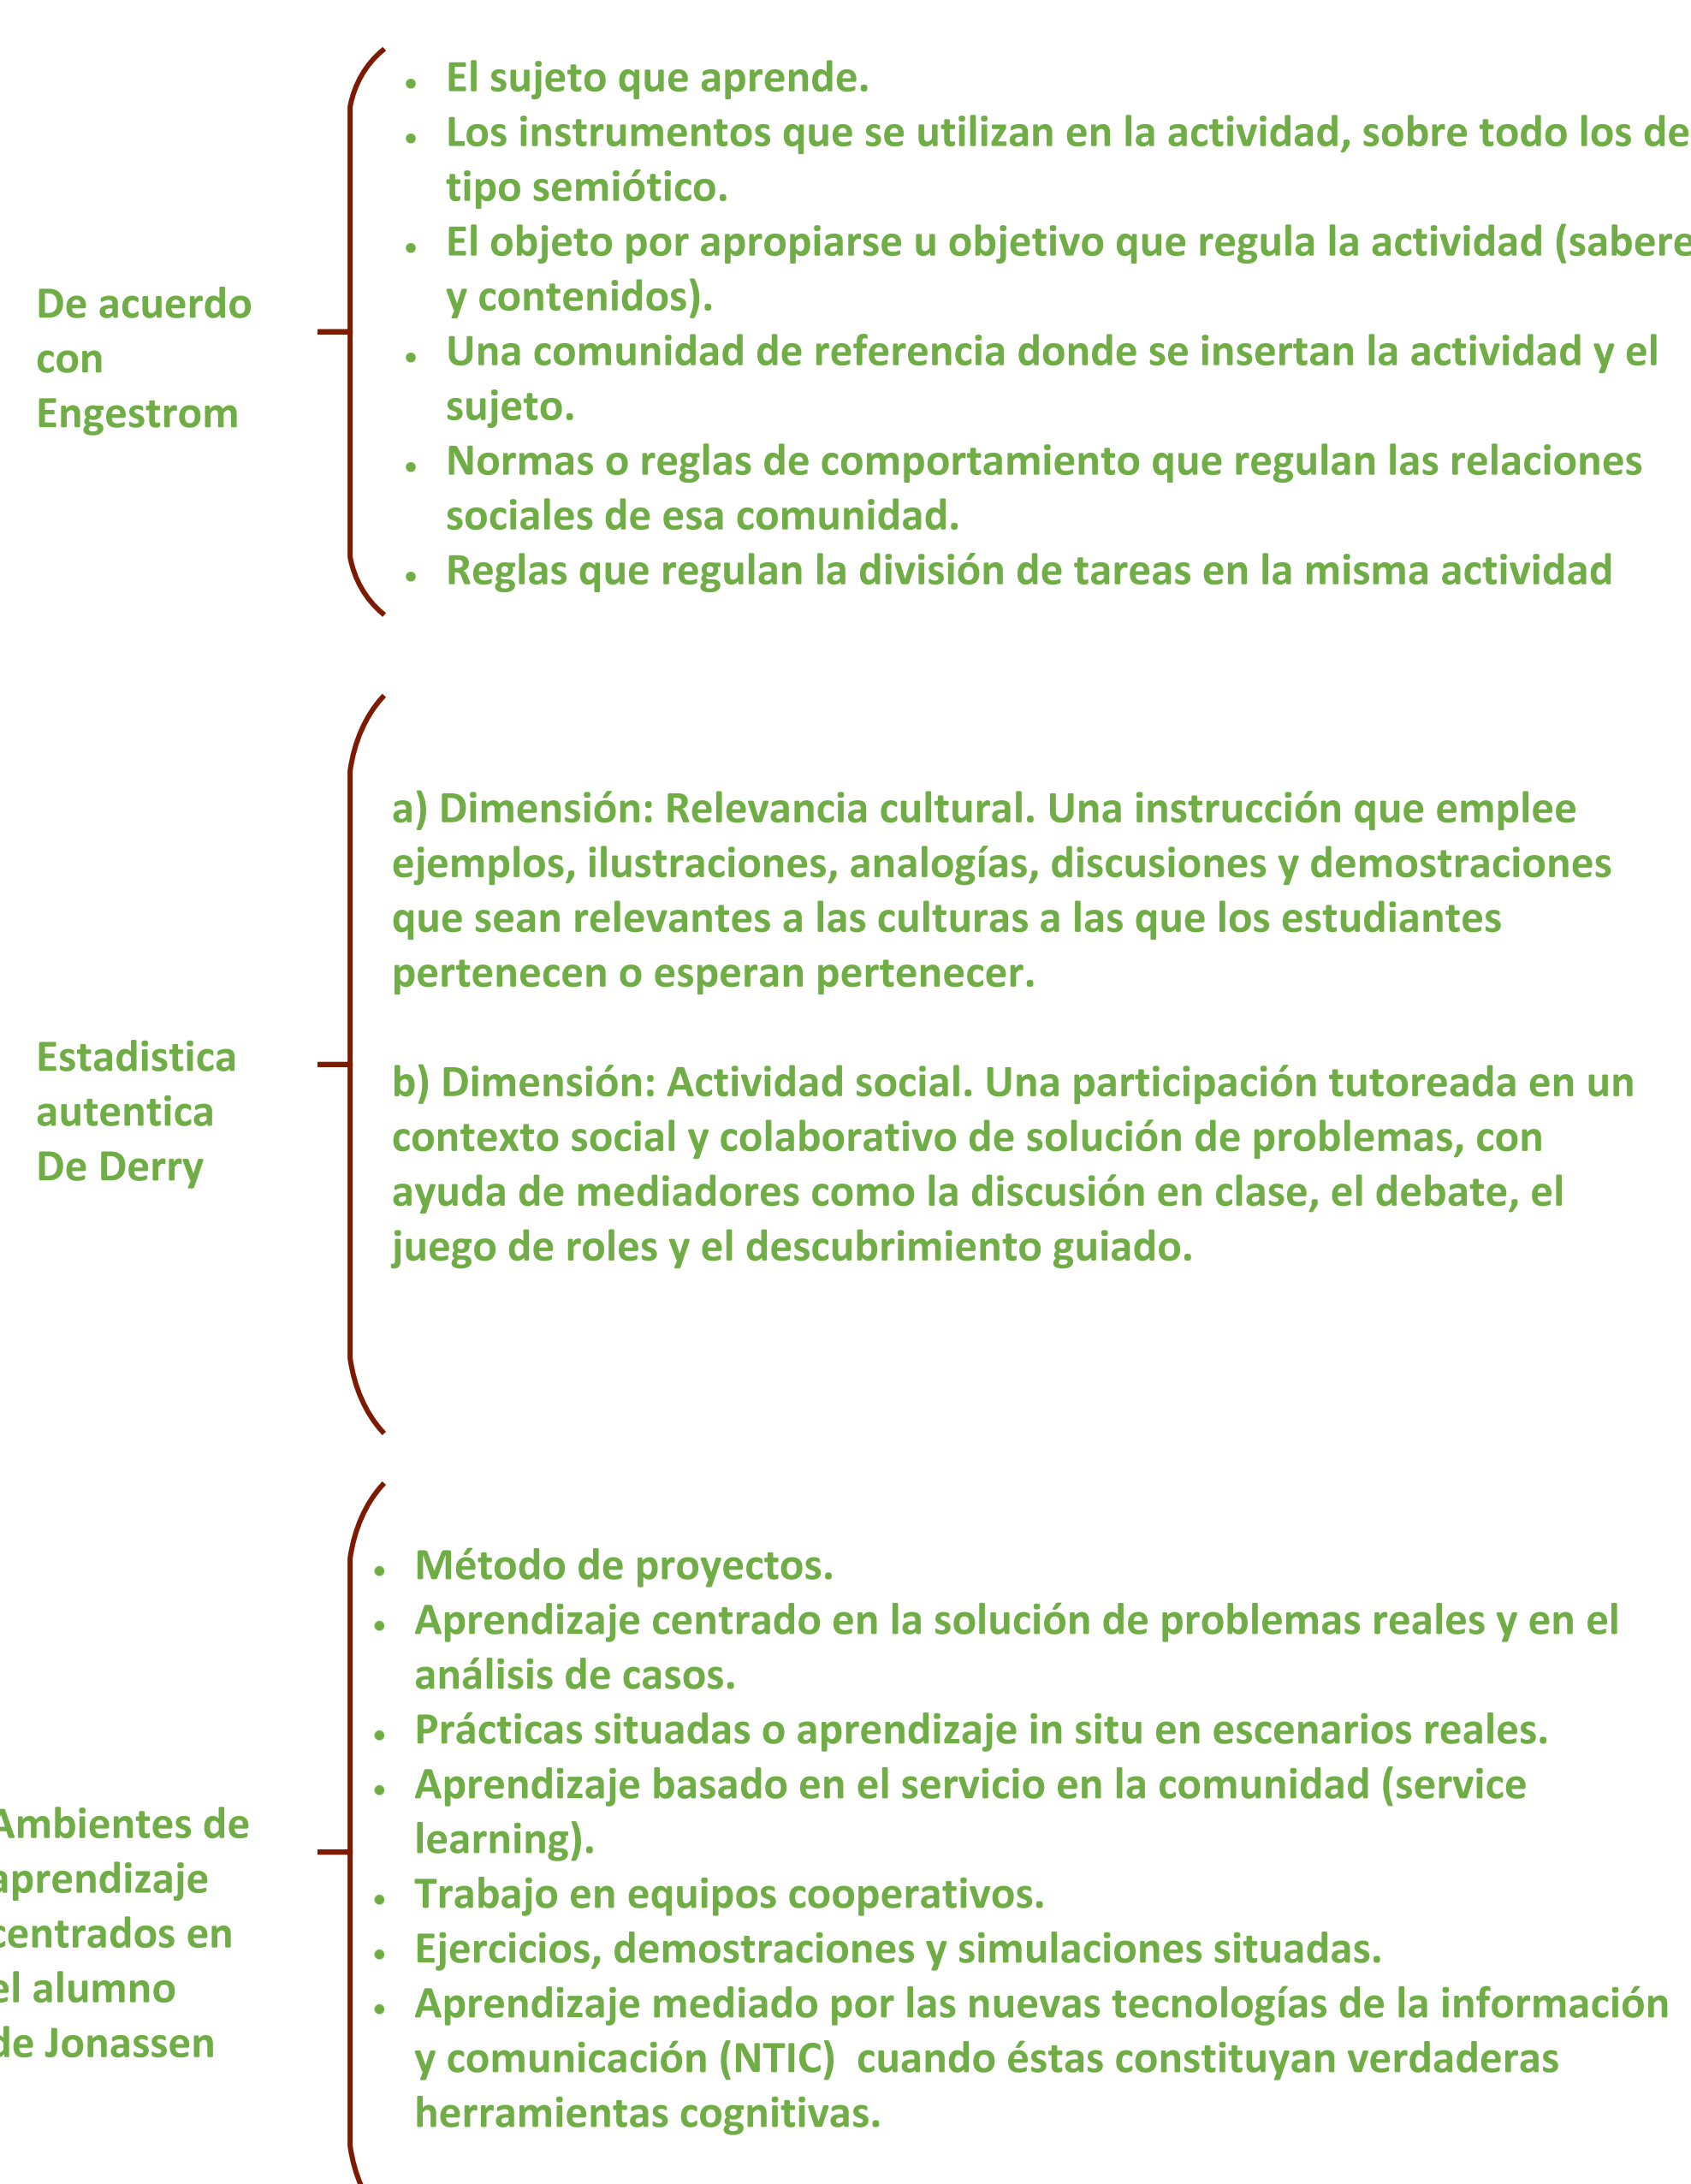 De acuerdo
con
Engestrom
• El sujeto que aprende.
• Los instrumentos que se utilizan en la actividad, sobre todo los de
tipo semiótico.
• El objeto por apropiarse u objetivo que regula la actividad (sabere
y contenidos).
• Una comunidad de referencia donde se insertan la actividad y el
sujeto.
• Normas o reglas de comportamiento que regulan las relaciones
sociales de esa comunidad.
• Reglas que regulan la división de tareas en la misma actividad
Estadistica
autentica
De Derry
a) Dimensión: Relevancia cultural. Una instrucción que emplee
ejemplos, ilustraciones, analogías, discusiones y demostraciones
que sean relevantes a las culturas a las que los estudiantes
pertenecen o esperan pertenecer.
b) Dimensión: Actividad social. Una participación tutoreada en un
contexto social y colaborativo de solución de problemas, con
ayuda de mediadores como la discusión en clase, el debate, el
juego de roles y el descubrimiento guiado.
Ambientes de
aprendizaje
centrados en
el alumno
de Jonassen
• Método de proyectos.
• Aprendizaje centrado en la solución de problemas reales y en el
análisis de casos.
• Prácticas situadas o aprendizaje in situ en escenarios reales.
• Aprendizaje basado en el servicio en la comunidad (service
learning).
• Trabajo en equipos cooperativos.
• Ejercicios, demostraciones y simulaciones situadas.
• Aprendizaje mediado por las nuevas tecnologías de la información
y comunicación (NTIC) cuando éstas constituyan verdaderas
herramientas cognitivas.